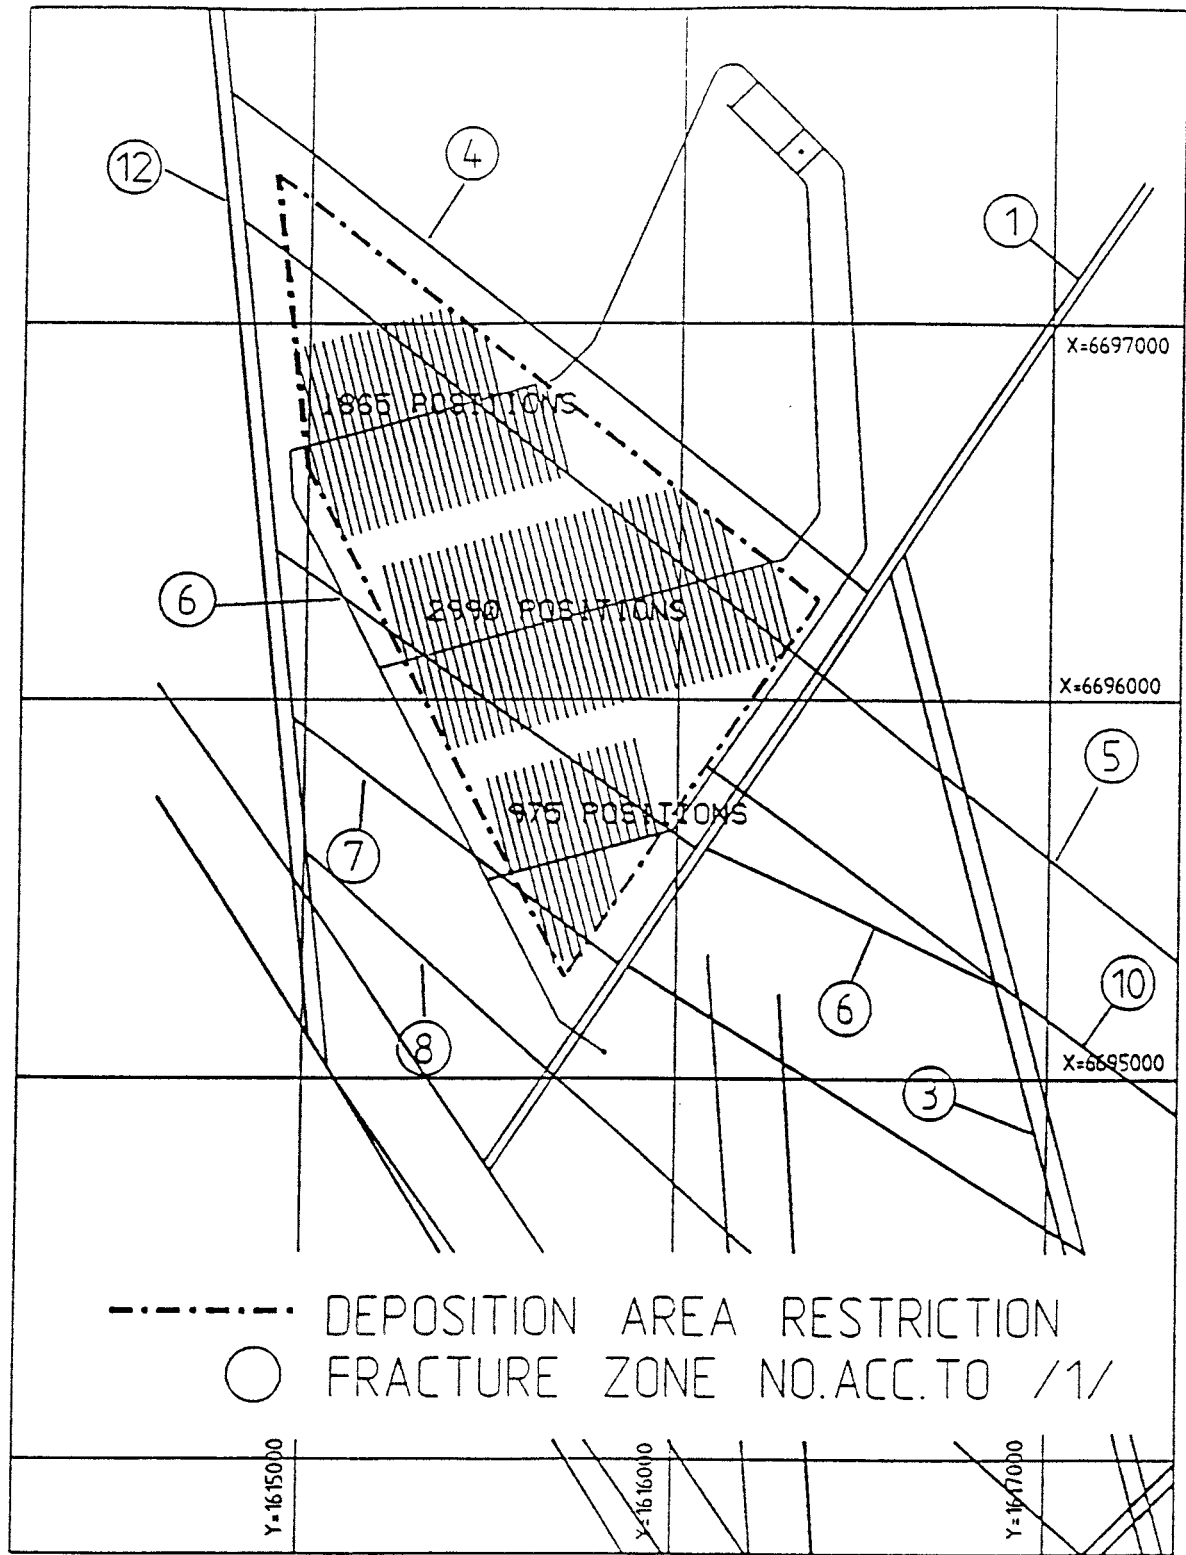 12
4
1
X=6697000
1865 POSITIONS
6
2990 POSITIONS
X=6696000
5
975 POSITIONS
7
6
10
8
X=6695000
3
DEPOSITION AREA RESTRICTION
FRACTURE ZONE NO.ACC.TO /1/
Y=1615000
Y=1616000
Y=1617000